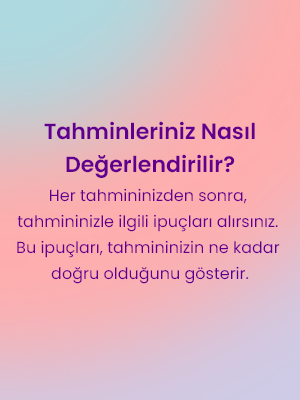 Tahminleriniz Nasıl
Değerlendirilir?
Her tahmininizden sonra,
tahmininizle ilgili ipuçları alırsınız.
Bu ipuçları, tahmininizin ne kadar
doğru olduğunu gösterir.